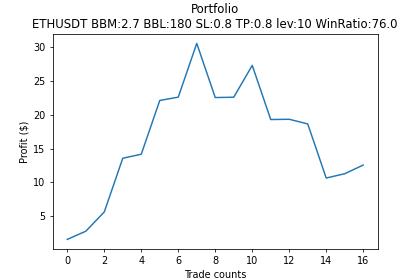 Portfolio
ETHUSDT BBM:2.7 BBL:180 SL:0.8 TP:0.8 lev:10 WinRatio:76.0
30
25
20
15
10
5
Profit ($)
0 2 4 6 8 10 12 14 16
Trade counts